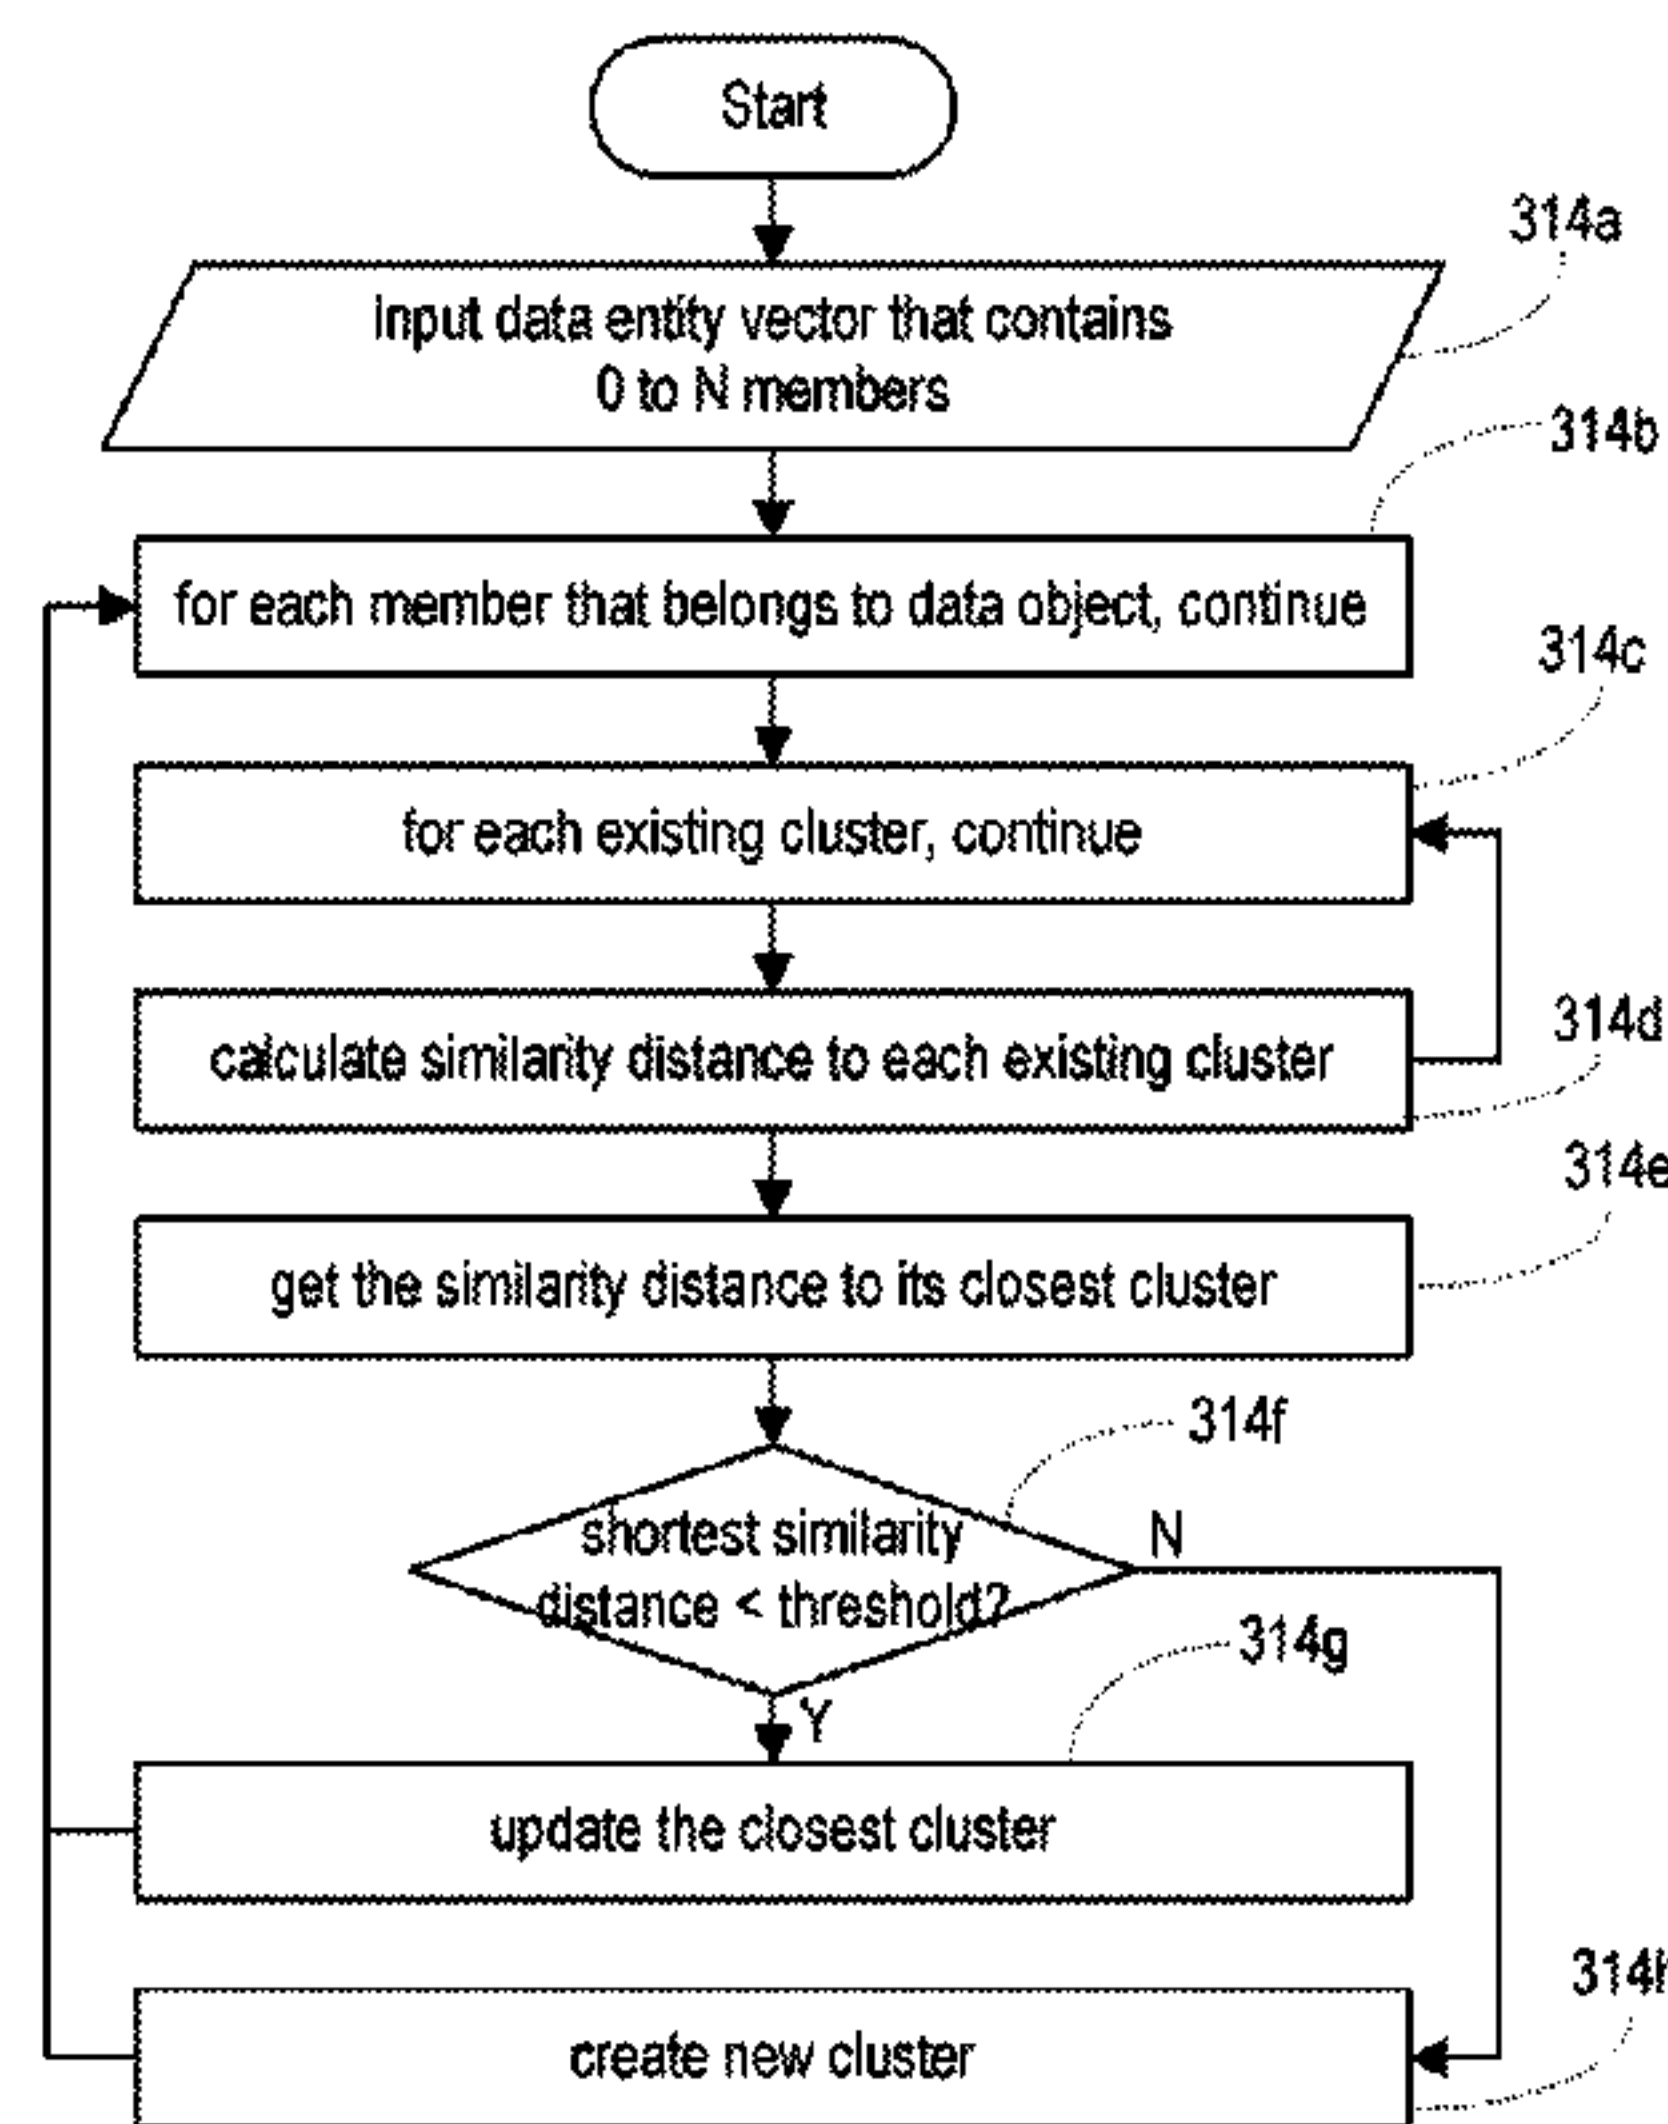 Start
314a
input data entity vector that contains
0 to N members
314b
for each member that belongs to data object, continue
314c
for each existing cluster, continue
314d
calculate similarity distance to each existing cluster
314e
get the similarity distance to its closest cluster
314f
shortest similarity
distance < threshold?
N
Y
314g
update the closest cluster
314h
create new cluster